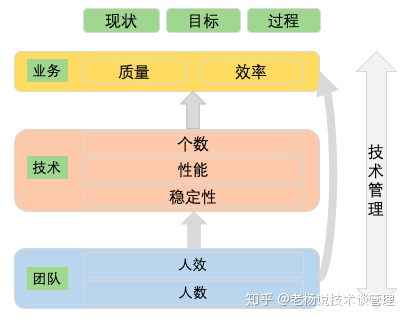 现状 目标 过程
业务 质量 效率
技术
个数
性能
稳定性
团队
人效
人数
技术管理
知乎 @老杨说技术谈管理